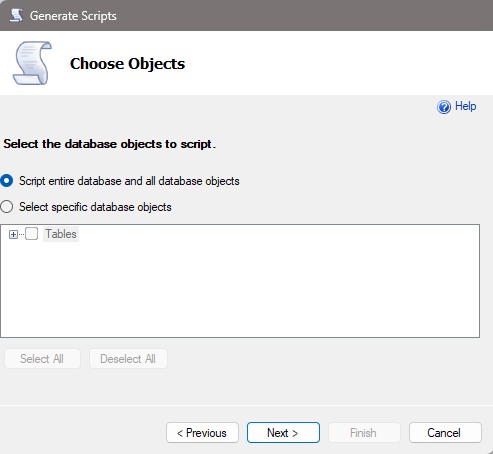 Generate Scripts
Choose Objects
Help
Select the database objects to script.
Script entire database and all database objects
Select specific database objects
Tables
Select All Deselect All
< Previous Next > Finish Cancel